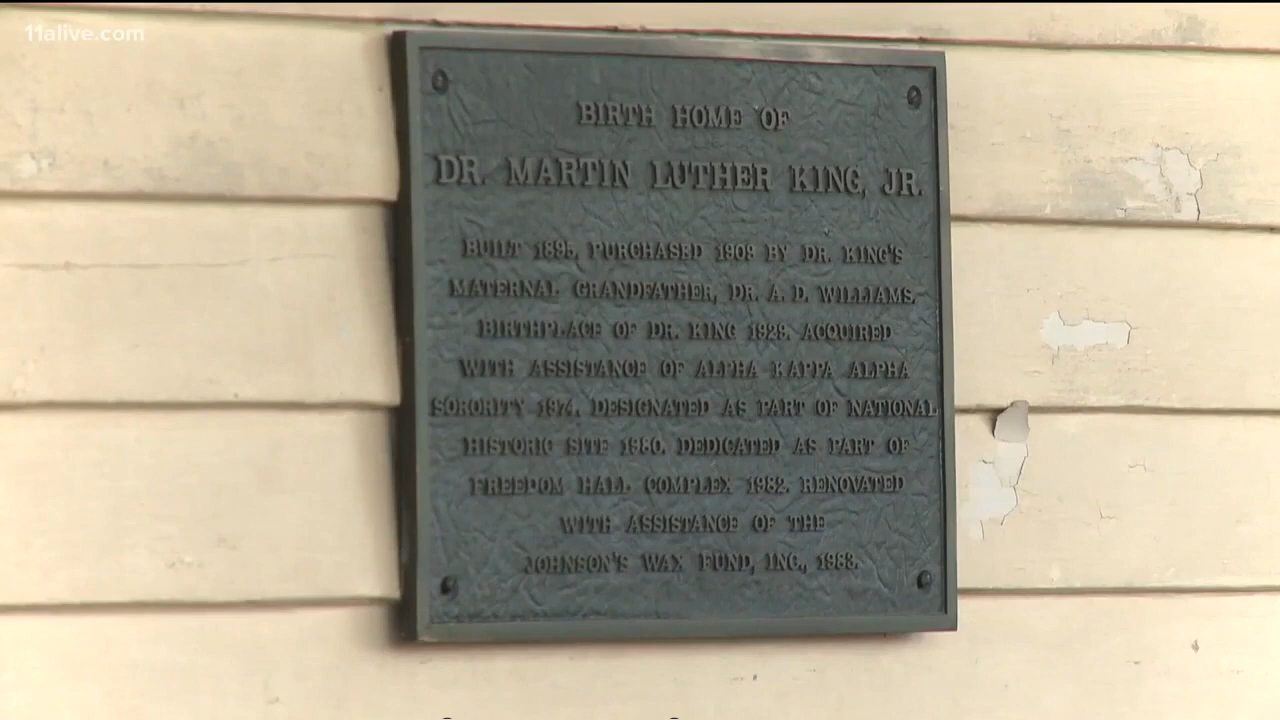 11alive.com
BIRTH HOME OF
DR. MARTIN LUTHER KING, JR.
BUILT 1895. PURCHASED 1909 BY DR. KING'S
MATERNAL GRANDFATHER, DR. A. D. WILLIAMS.
BIRTHPLACE OF DR. KING 1929. ACQUIRED
WITH ASSISTANCE OF ALPHA KAPPA ALPHA
SORORITY 1974. DESIGNATED AS PART OF NATIONAL
HISTORIC SITE 1980. DEDICATED AS PART OF
FREEDOM HALL COMPLEX 1982. RENOVATED
WITH ASSISTANCE OF THE
JOHNSON'S WAX FUND, INC., 1983.